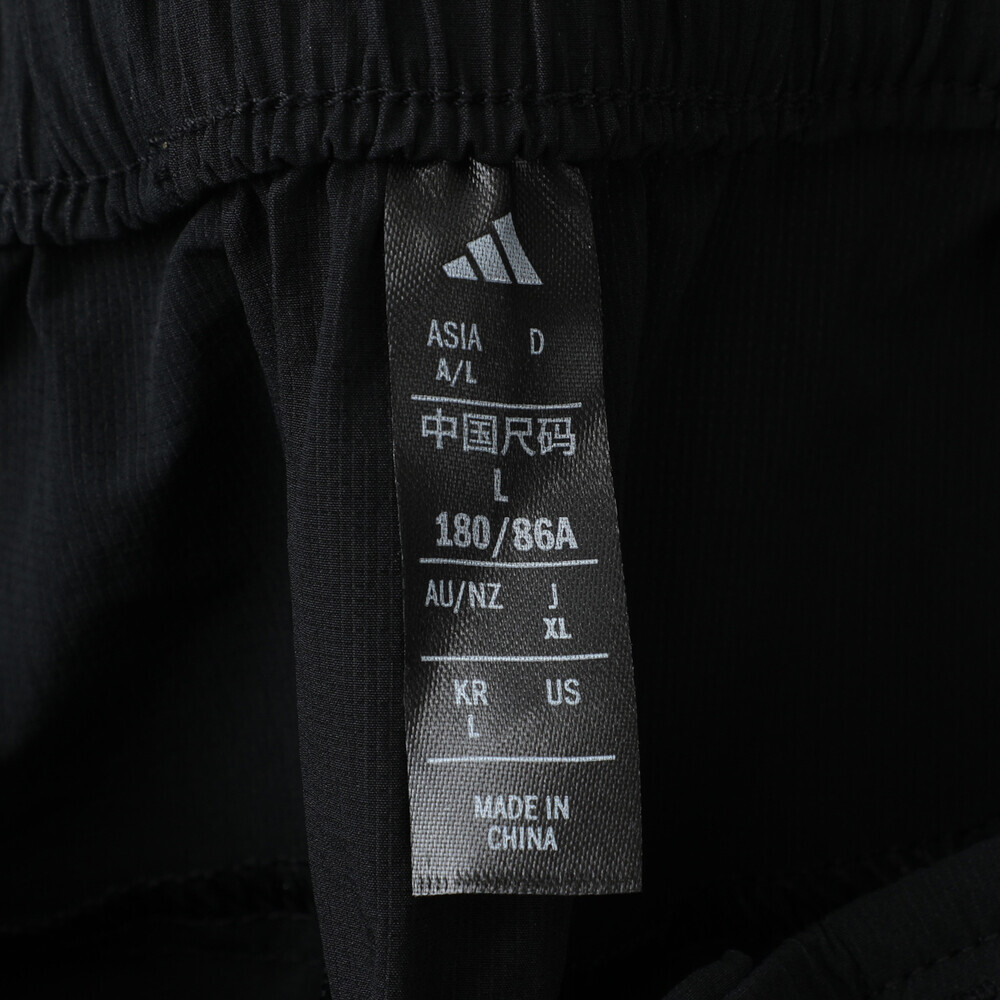 ASIA D
A/L
中国尺码
L
180/86A
AU/NZ J
XL
KR US
L
MADE IN
CHINA